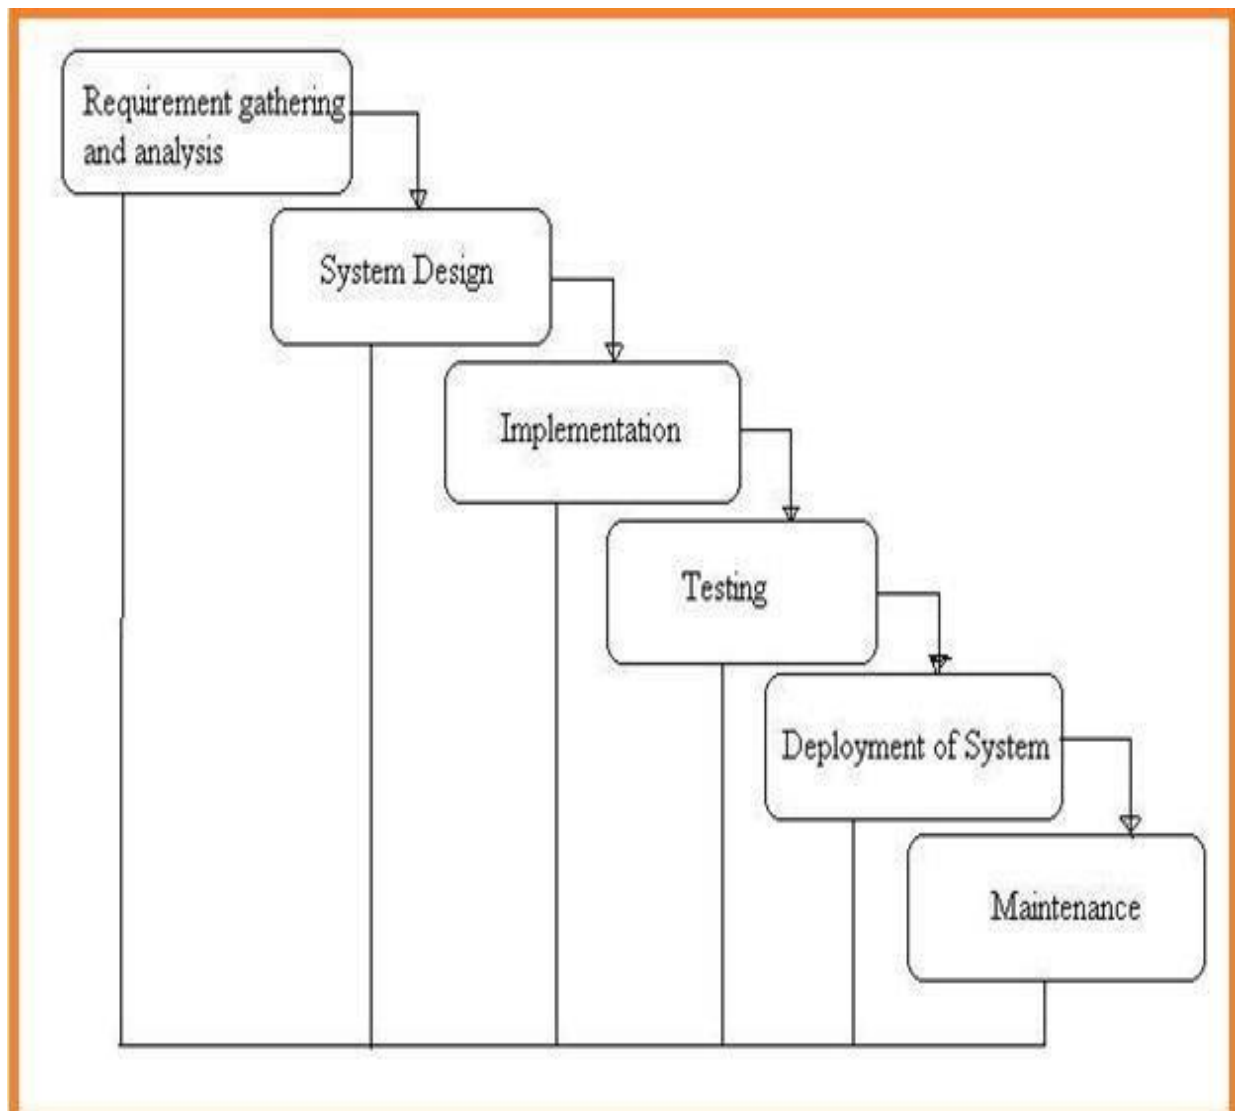 Requirement gathering
and analysis
System Design
Implementation
Testing
Deployment of System
Maintenance